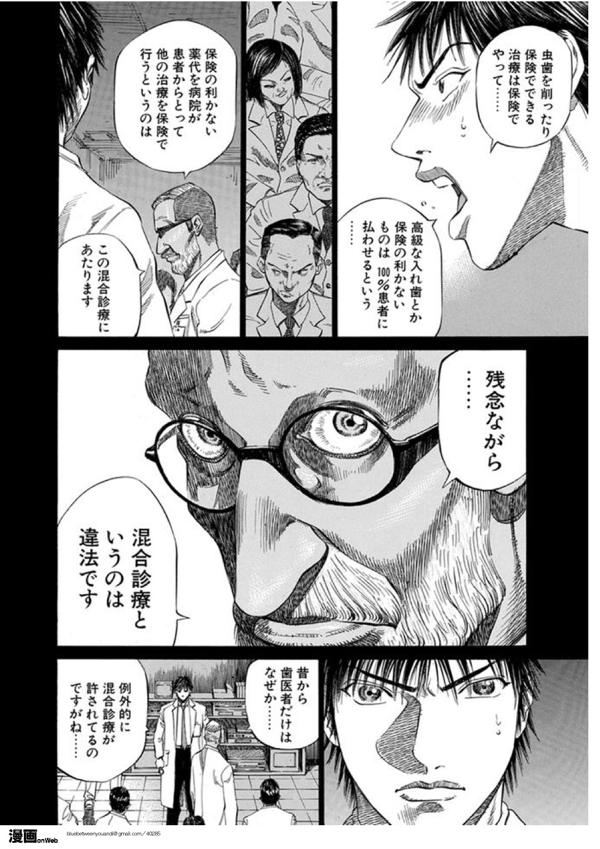 虫歯を削ったり
保険でできる
治療は保険で
やって……
高級な入れ歯とか
保険の利かない
ものは100%患者に
払わせるという
……
保険の利かない
薬代を病院が
患者からとって
他の治療を保険で
行うというのは
この混合診療に
あたります
残念ながら
……
混合診療と
いうのは
違法です
昔から
歯医者だけは
なぜか…
例外的に
混合診療が
許されてるの
ですがね……
漫画 on Web
bluebetweenyouandi@gmail.com/40285